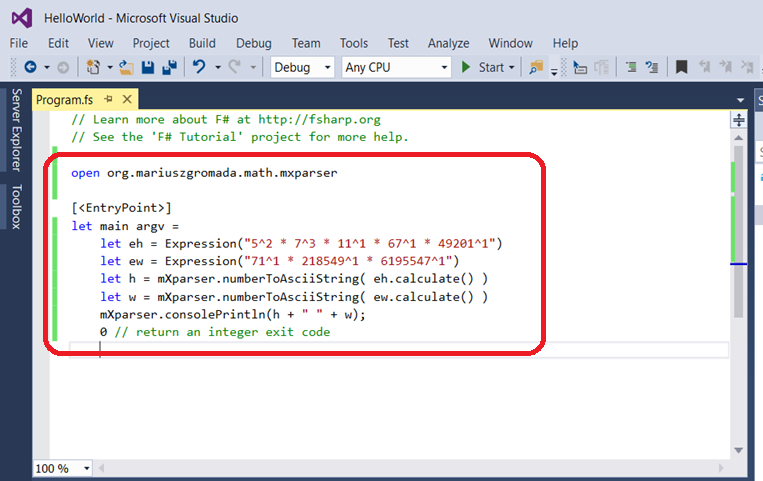 HelloWorld - Microsoft Visual Studio
File Edit View Project Build Debug Team Tools Test Analyze Window Help
Debug Any CPU Start
Server Explorer
Toolbox
Program.fs
// Learn more about F# at http://fsharp.org
// See the 'F# Tutorial' project for more help.
open org.mariuszgromada.math.mxparser
[<EntryPoint>]
let main argv =
let eh = Expression("5^2 * 7^3 * 11^1 * 67^1 * 49201^1")
let ew = Expression("71^1 * 218549^1 * 6195547^1")
let h = mXparser.numberToAsciiString( eh.calculate() )
let w = mXparser.numberToAsciiString( ew.calculate() )
mXparser.consolePrintln(h + " " + w);
0 // return an integer exit code
100 %